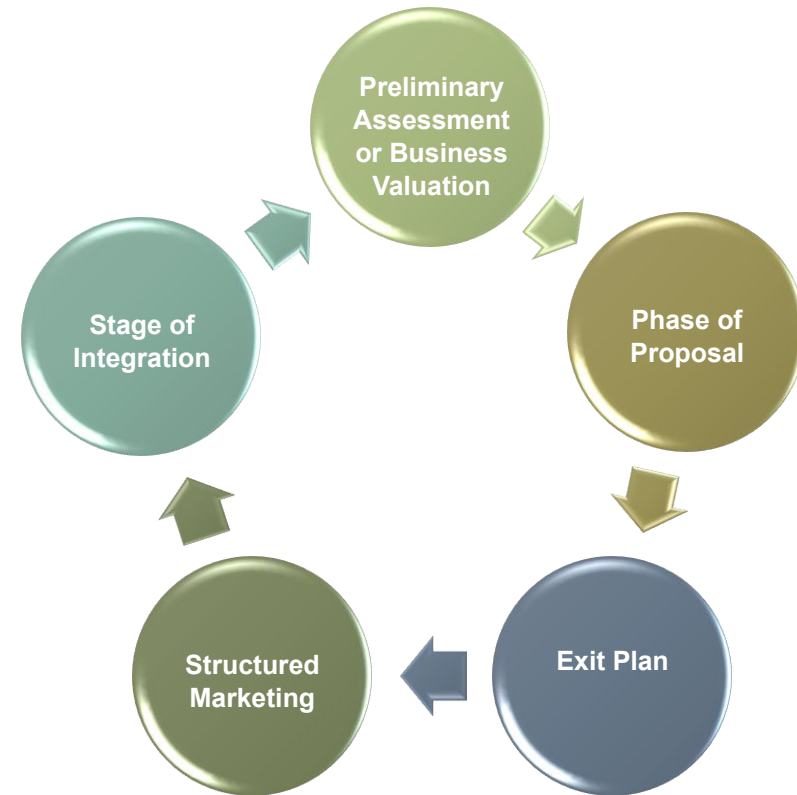 Preliminary
Assessment
or Business
Valuation
Phase of
Proposal
Exit Plan
Structured
Marketing
Stage of
Integration